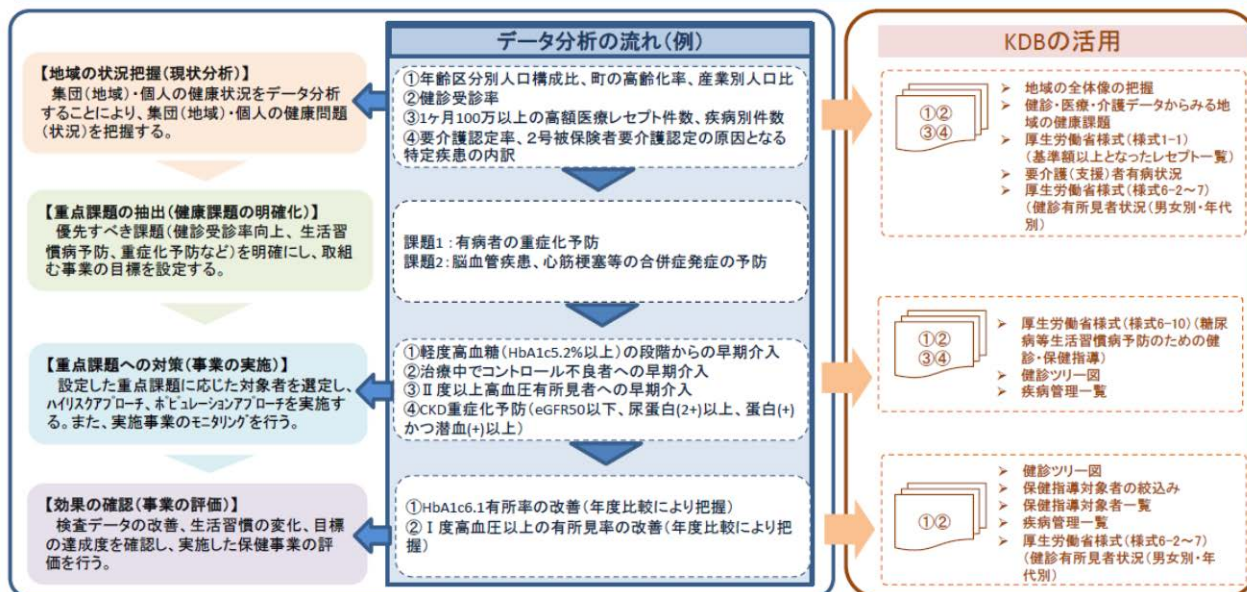 データ分析の流れ(例)
KDBの活用
【地域の状況把握(現状分析)】
集団(地域)・個人の健康状況をデータ分析
することにより、集団(地域)・個人の健康問題
(状況)を把握する。
①年齢区分別人口構成比、町の高齢化率、産業別人口比
②健診受診率
③1ヶ月100万以上の高額医療レセプト件数、疾病別件数
④要介護認定率、2号被保険者要介護認定の原因となる
特定疾患の内訳
①②
③④
➢ 地域の全体像の把握
➢ 健診・医療・介護データからみる地
域の健康課題
➢ 厚生労働省様式(様式1-1)
(基準額以上となったレセプト一覧)
➢ 要介護(支援)者有病状況
➢ 厚生労働省様式(様式6-2～7)
(健診有所見者状況(男女別・年代
別)
【重点課題の抽出(健康課題の明確化)】
優先すべき課題(健診受診率向上、生活習
慣病予防、重症化予防など)を明確にし、取組
む事業の目標を設定する。
課題1:有病者の重症化予防
課題2:脳血管疾患、心筋梗塞等の合併症発症の予防
【重点課題への対策(事業の実施)】
設定した重点課題に応じた対象者を選定し、
ハイリスクアプローチ、ポピュレーションアプローチを実施す
る。また、実施事業のモニタリングを行う。
①軽度高血糖(HbA1c5.2%以上)の段階からの早期介入
②治療中でコントロール不良者への早期介入
③Ⅱ度以上高血圧有所見者への早期介入
④CKD重症化予防(eGFR50以下、尿蛋白(2+)以上、蛋白(+)
かつ潜血(+)以上)
①②
③④
➢ 厚生労働省様式(様式6-10)(糖尿
病等生活習慣病予防のための健
診・保健指導)
➢ 健診ツリー図
➢ 疾病管理一覧
【効果の確認(事業の評価)】
検査データの改善、生活習慣の変化、目標
の達成度を確認し、実施した保健事業の評
価を行う。
①HbA1c6.1有所率の改善(年度比較により把握)
②Ⅰ度高血圧以上の有所見率の改善(年度比較により把
握)
①②
➢ 健診ツリー図
➢ 保健指導対象者の絞込み
➢ 保健指導対象者一覧
➢ 疾病管理一覧
➢ 厚生労働省様式(様式6-2～7)
(健診有所見者状況(男女別・年
代別)